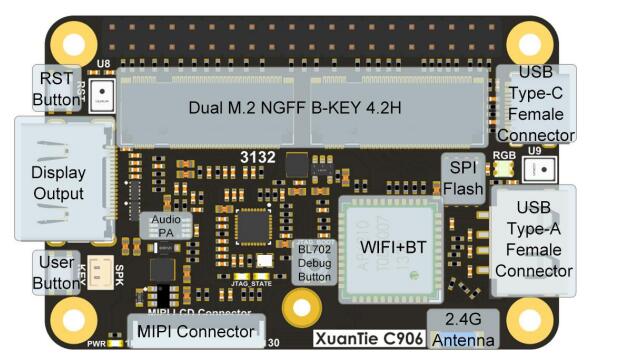 U8
RST
Button
Dual M.2 NGFF B-KEY 4.2H
USB
Type-C
Female
Connector
3132
RGB
U9
Display
Output
SPI
Flash
Audio
PA
WIFI+BT
USB
Type-A
Female
Connector
JTAG_BOOT
BL702
Debug
Button
User
Button
KEY
SPK
JTAG_STATE
MIPI LCD Connector
MIPI Connector
PWR
30
XuanTie C906
2.4G
Antenna